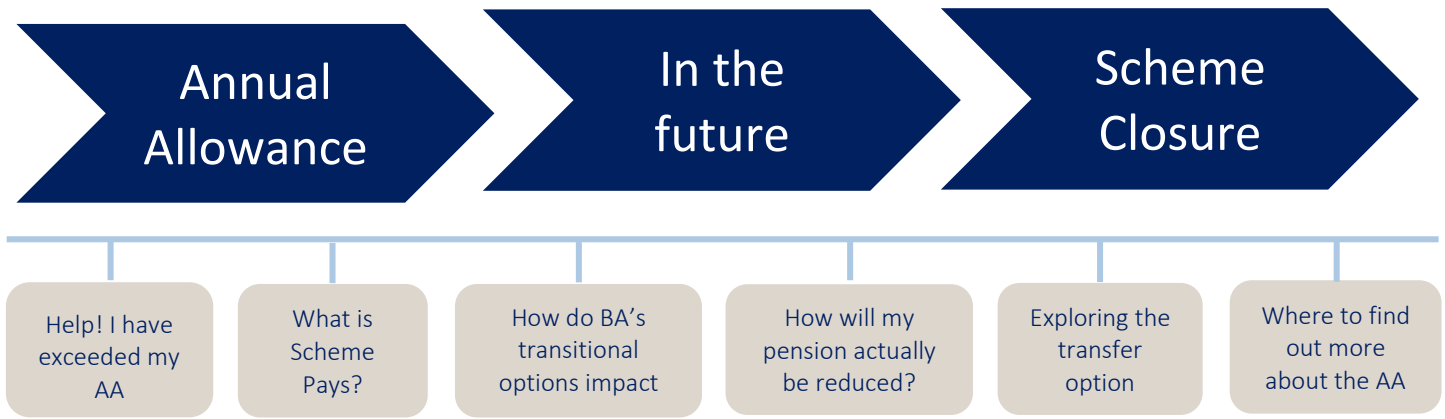 Annual
Allowance
In the
future
Scheme
Closure
Help! I have
exceeded my
AA
What is
Scheme
Pays?
How do BA’s
transitional
options impact
How will my
pension actually
be reduced?
Exploring the
transfer
option
Where to find
out more
about the AA